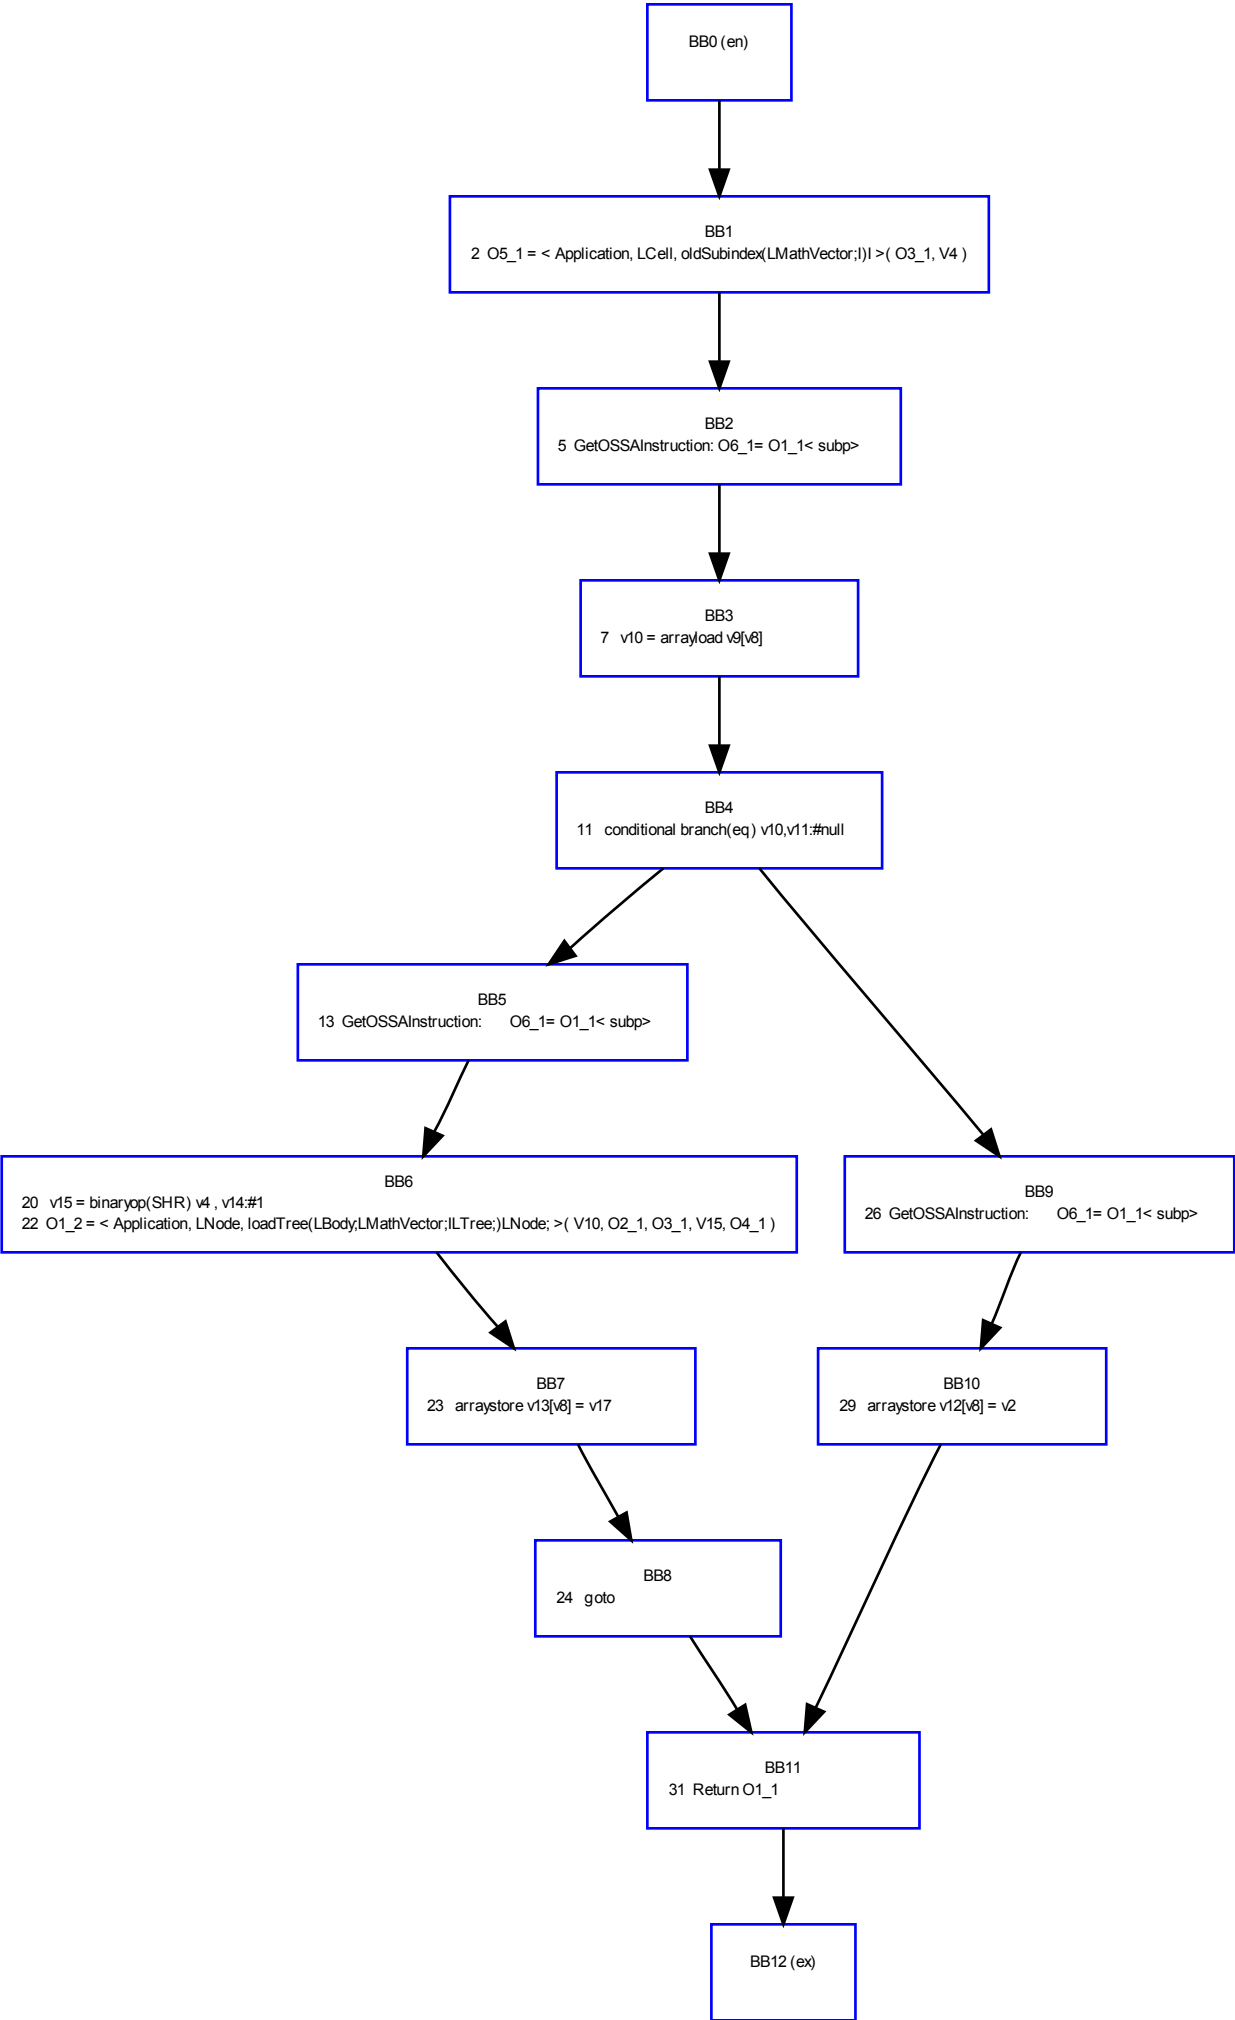 BB0 (en)
BB1
2 O5_1 = < Application, LCell, oldSubindex(LMathVector;I)I >( O3_1, V4 )
BB2
5 GetOSSAInstruction: O6_1= O1_1< subp>
BB3
7 v10 = arrayload v9[v8]
BB4
11 conditional branch(eq) v10,v11:#null
BB5
13 GetOSSAInstruction: O6_1= O1_1< subp>
BB6
20 v15 = binaryop(SHR) v4 , v14:#1
22 O1_2 = < Application, LNode, loadTree(LBody;LMathVector;ILTree;)LNode; >( V10, O2_1, O3_1, V15, O4_1 )
BB9
26 GetOSSAInstruction: O6_1= O1_1< subp>
BB7
23 arraystore v13[v8] = v17
BB10
29 arraystore v12[v8] = v2
BB8
24 goto
BB11
31 Return O1_1
BB12 (ex)